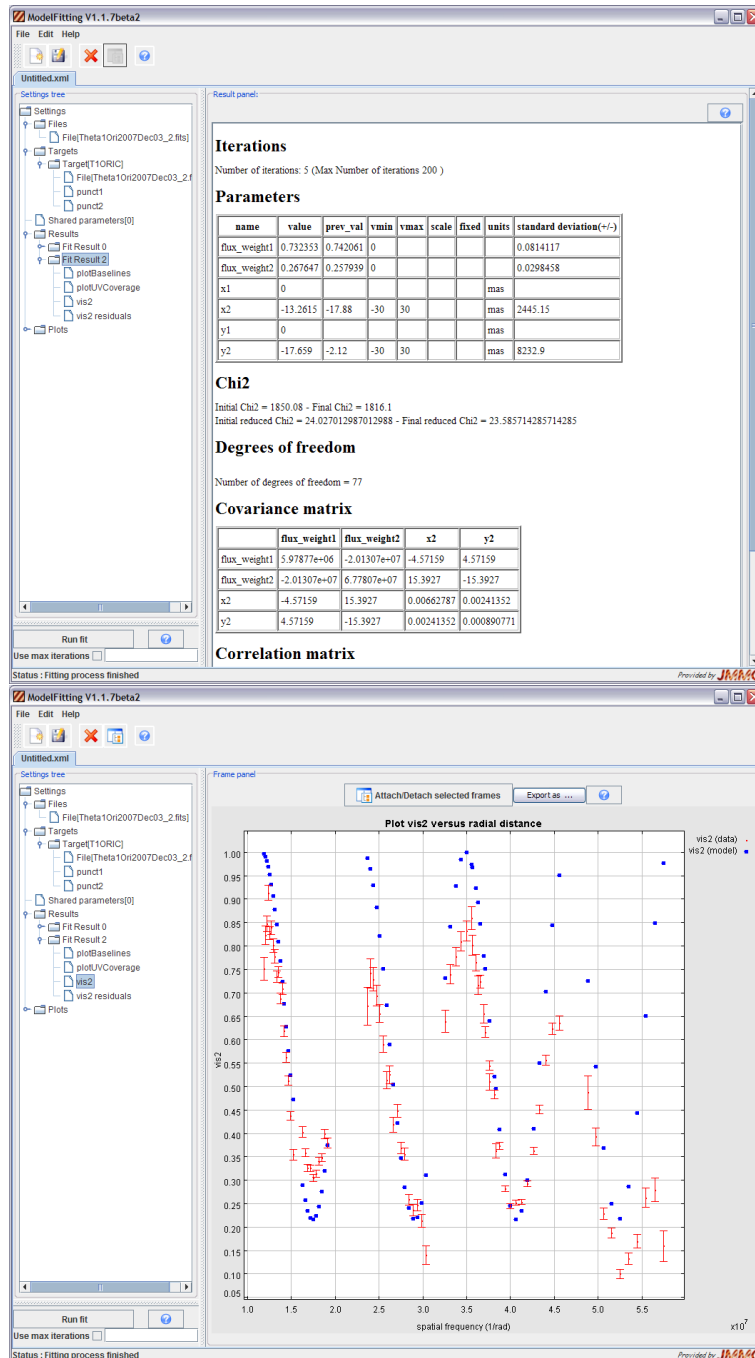 ModelFitting V1.1.7beta2
File Edit Help
Untitled.xml
Settings tree
Settings
Files
File[Theta1Ori2007Dec03_2.fits]
Targets
Target[T1ORIC]
File[Theta1Ori2007Dec03_2.f
punct1
punct2
Shared parameters[0]
Results
Fit Result 0
Fit Result 2
plotBaselines
plotUVCoverage
vis2
vis2 residuals
Plots
Run fit
Use max iterations
Status : Fitting process finished
Result panel:
Iterations
Number of iterations: 5 (Max Number of iterations 200 )
Parameters
name value prev_val vmin vmax scale fixed units standard deviation(+/-)
flux_weight1 0.732353 0.742061 0 0.0814117
flux_weight2 0.267647 0.257939 0 0.0298458
x1 0 mas
x2 -13.2615 -17.88 -30 30 mas 2445.15
y1 0 mas
y2 -17.659 -2.12 -30 30 mas 8232.9
Chi2
Initial Chi2 = 1850.08 - Final Chi2 = 1816.1
Initial reduced Chi2 = 24.027012987012988 - Final reduced Chi2 = 23.585714285714285
Degrees of freedom
Number of degrees of freedom = 77
Covariance matrix
flux_weight1 flux_weight2 x2 y2
flux_weight1 5.97877e+06 -2.01307e+07 -4.57159 4.57159
flux_weight2 -2.01307e+07 6.77807e+07 15.3927 -15.3927
x2 -4.57159 15.3927 0.00662787 0.00241352
y2 4.57159 -15.3927 0.00241352 0.000890771
Correlation matrix
Provided by JMMC
ModelFitting V1.1.7beta2
File Edit Help
Untitled.xml
Settings tree
Settings
Files
File[Theta1Ori2007Dec03_2.fits]
Targets
Target[T1ORIC]
File[Theta1Ori2007Dec03_2.f
punct1
punct2
Shared parameters[0]
Results
Fit Result 0
Fit Result 2
plotBaselines
plotUVCoverage
vis2
vis2 residuals
Plots
Run fit
Use max iterations
Status : Fitting process finished
Frame panel
Attach/Detach selected frames
Export as ...
Plot vis2 versus radial distance
vis2 (data)
vis2 (model)
1.00
0.95
0.90
0.85
0.80
0.75
0.70
0.65
0.60
0.55
vis2
0.50
0.45
0.40
0.35
0.30
0.25
0.20
0.15
0.10
0.05
1.0 1.5 2.0 2.5 3.0 3.5 4.0 4.5 5.0 5.5
x10 7
spatial frequency (1/rad)
Provided by JMMC